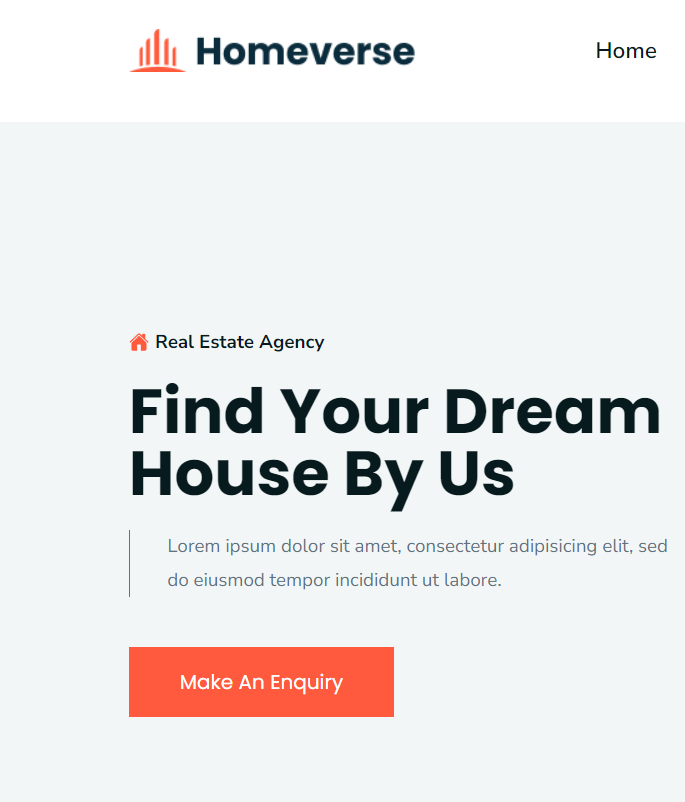 Homeverse
Home
Real Estate Agency
Find Your Dream
House By Us
Lorem ipsum dolor sit amet, consectetur adipisicing elit, sed
do eiusmod tempor incididunt ut labore.
Make An Enquiry